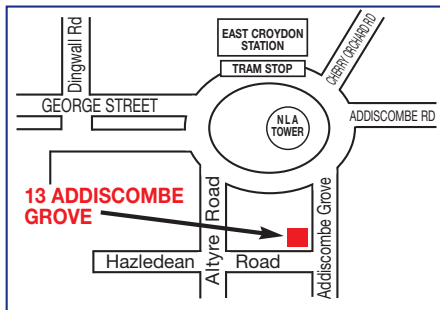 Dingwall Rd
EAST CROYDON
STATION
TRAM STOP
CHERRY ORCHARD RD
GEORGE STREET
NLA
TOWER
ADDISCOMBE RD
13 ADDISCOMBE
GROVE
Altyre Road
Addiscombe Grove
Hazledean Road